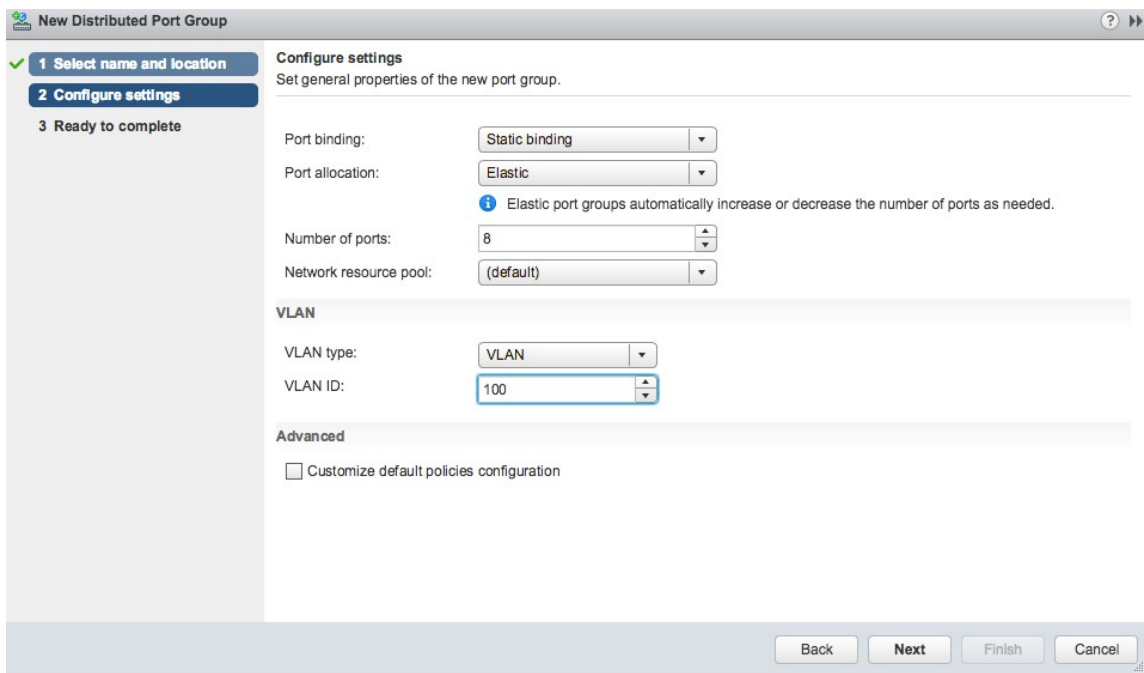 New Distributed Port Group
1 Select name and location
2 Configure settings
3 Ready to complete
Configure settings
Set general properties of the new port group.
Port binding: Static binding
Port allocation: Elastic
Elastic port groups automatically increase or decrease the number of ports as needed.
Number of ports: 8
Network resource pool: (default)
VLAN
VLAN type: VLAN
VLAN ID: 100
Advanced
Customize default policies configuration
Back Next Finish Cancel